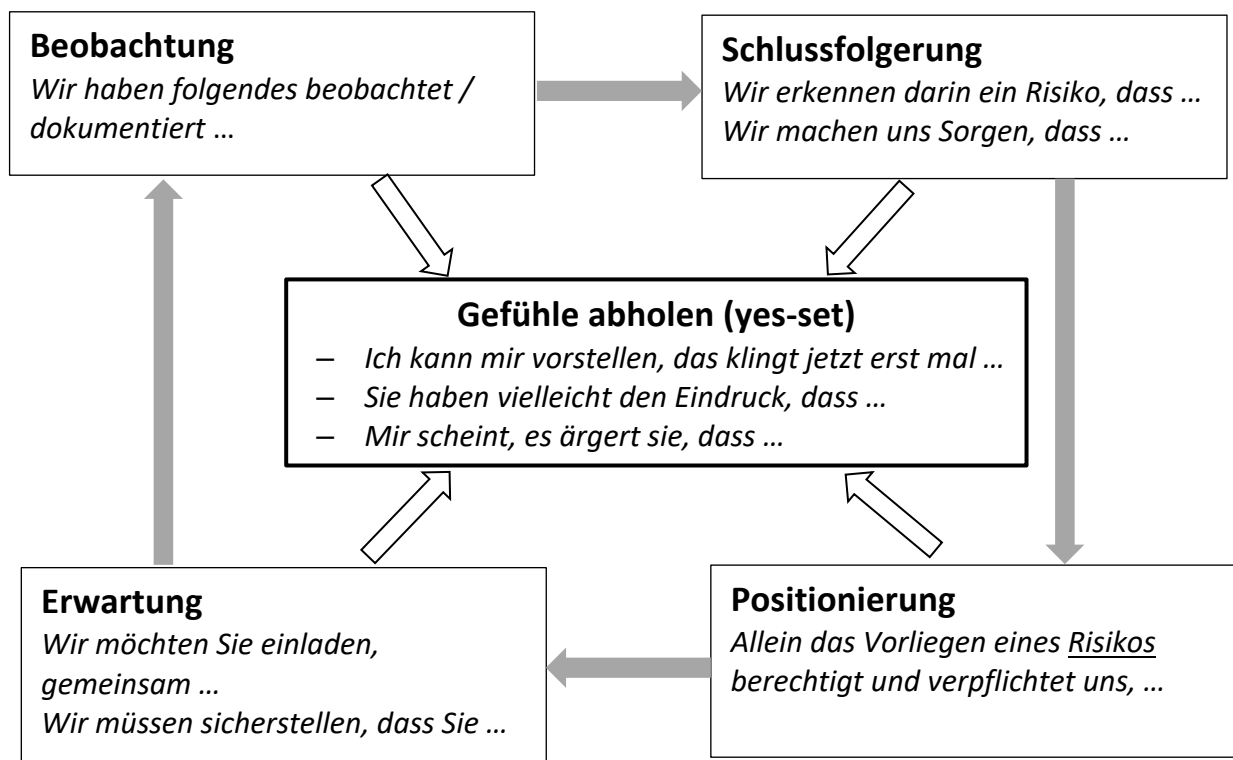 Beobachtung
Wir haben folgendes beobachtet /
dokumentiert …
Schlussfolgerung
Wir erkennen darin ein Risiko, dass …
Wir machen uns Sorgen, dass …
Gefühle abholen (yes-set)
– Ich kann mir vorstellen, das klingt jetzt erst mal …
– Sie haben vielleicht den Eindruck, dass …
– Mir scheint, es ärgert sie, dass …
Erwartung
Wir möchten Sie einladen,
gemeinsam …
Wir müssen sicherstellen, dass Sie …
Positionierung
Allein das Vorliegen eines Risikos
berechtigt und verpflichtet uns, …